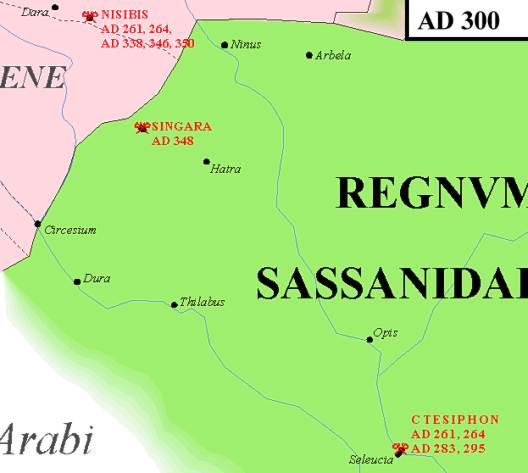 Dara
NISIBIS
AD 261, 264,
AD 338, 346, 350
AD 300
Ninus
Arbela
ENE
SINGARA
AD 348
Hatra
REGNVM
Circesium
Dura
SASSANIDAE
Thilabus
Opis
CTESIPHON
AD 261, 264
AD 283, 295
Arabi
Seleucia